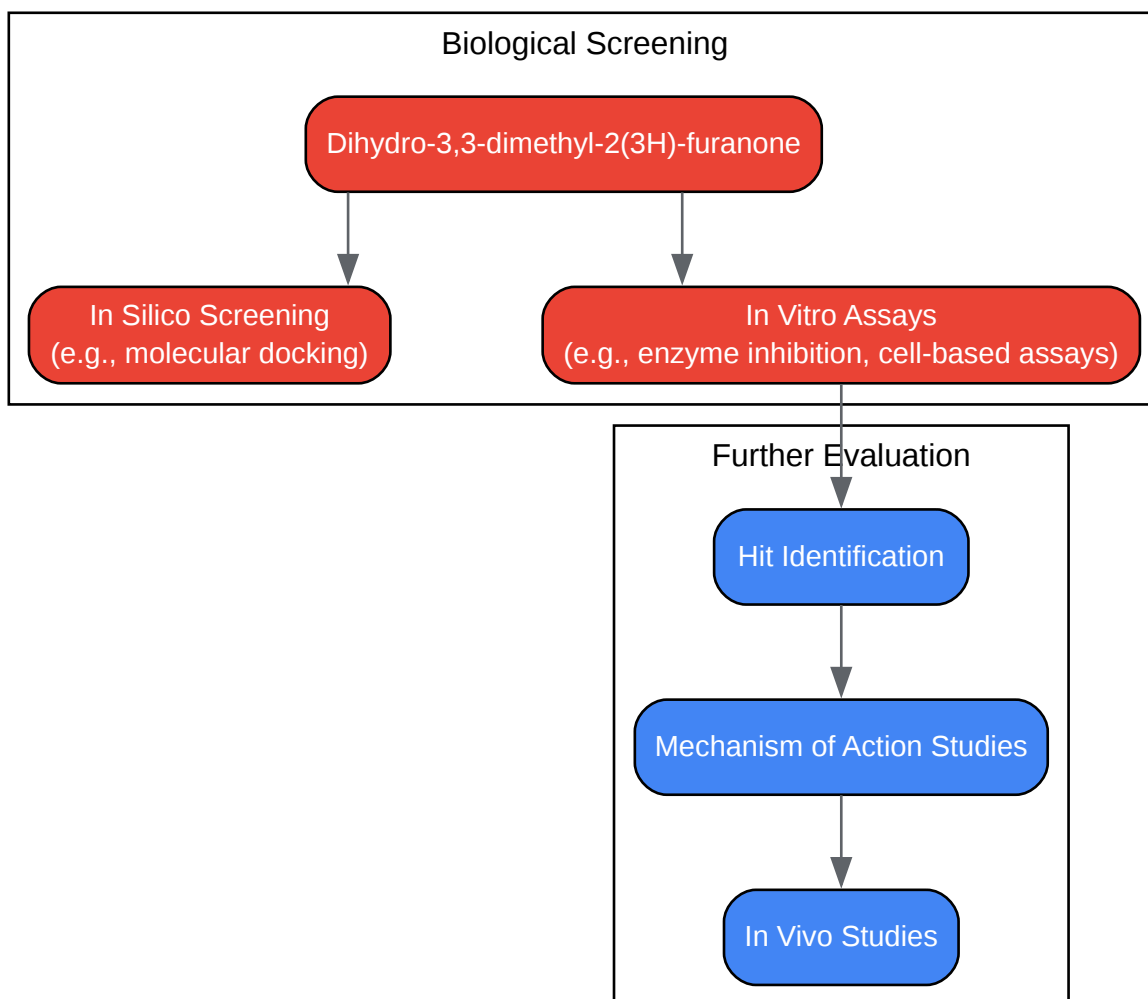 Biological Screening
Dihydro-3,3-dimethyl-2(3H)-furanone
In Silico Screening
(e.g., molecular docking)
In Vitro Assays
(e.g., enzyme inhibition, cell-based assays)
Further Evaluation
Hit Identification
Mechanism of Action Studies
In Vivo Studies